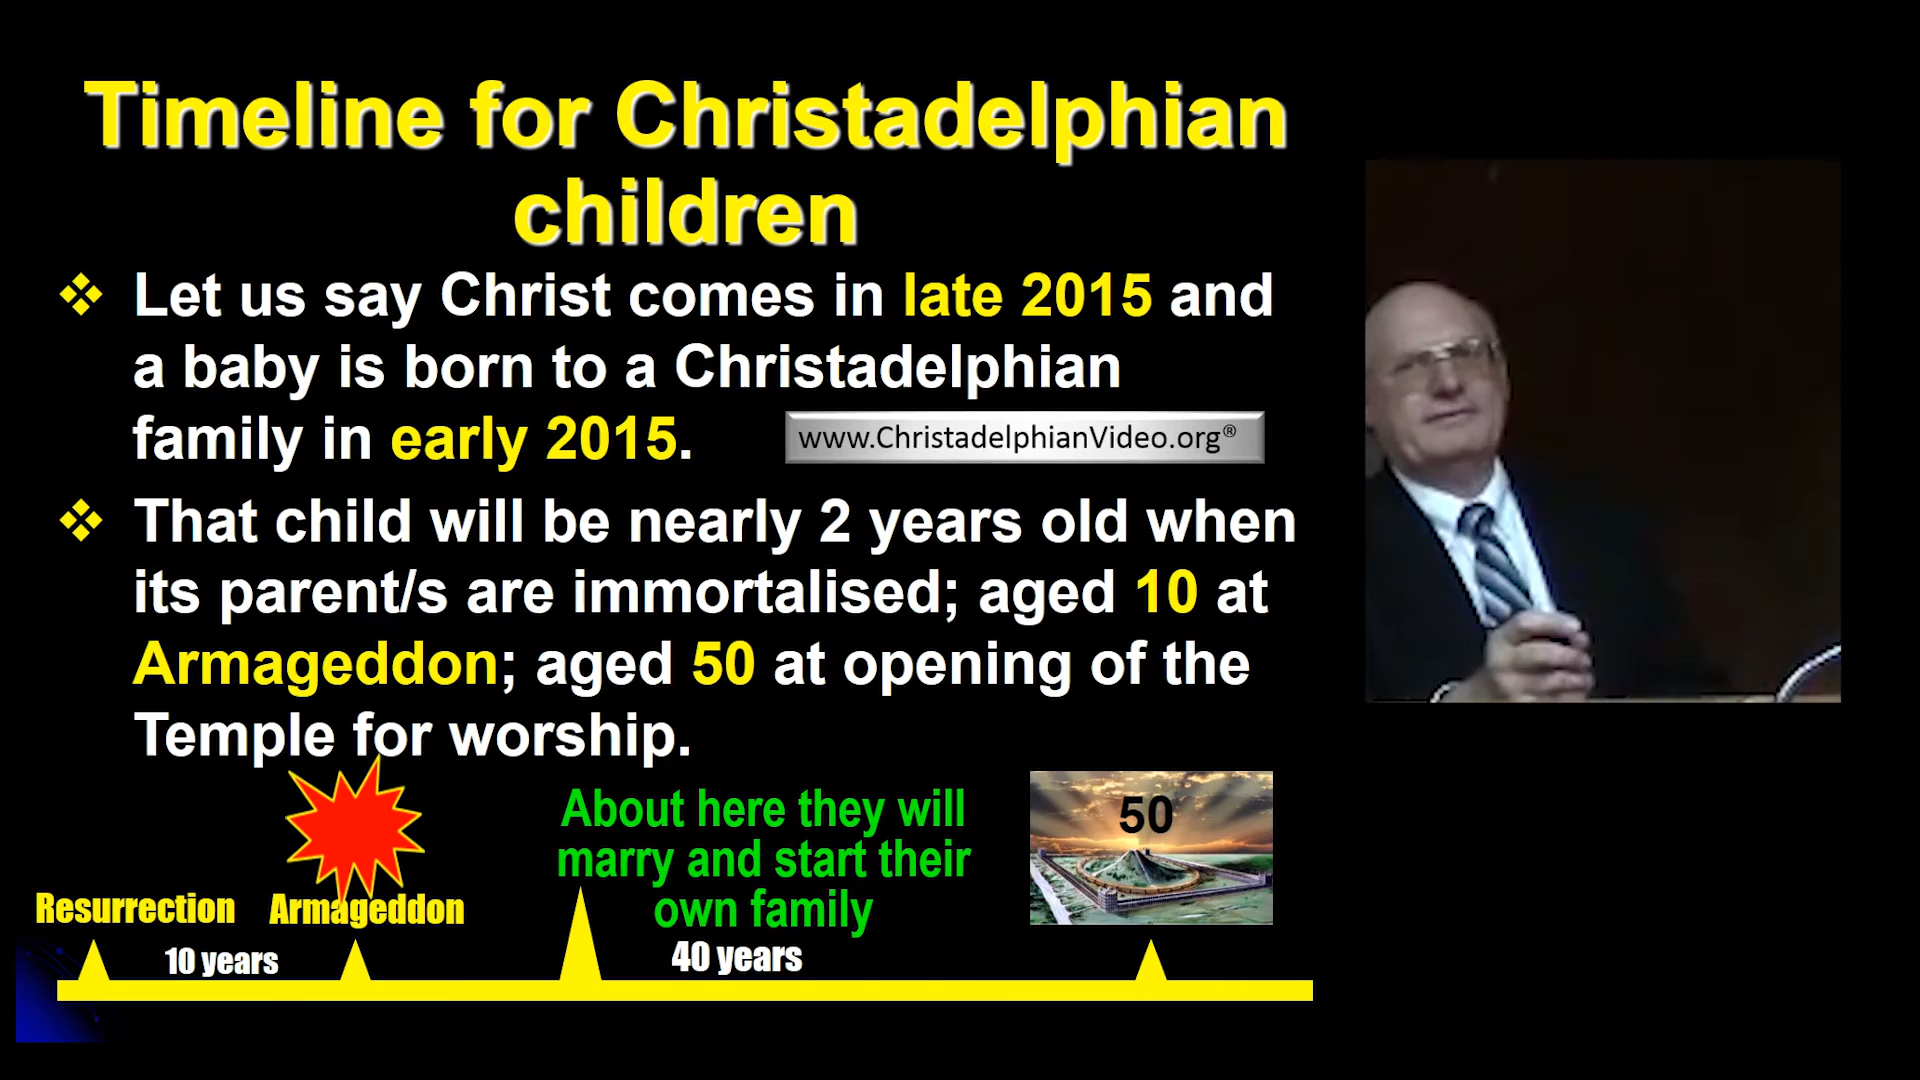 Timeline for Christadelphian
children
❖ Let us say Christ comes in late 2015 and
a baby is born to a Christadelphian
family in early 2015.
www.ChristadelphianVideo.org®
❖ That child will be nearly 2 years old when
its parent/s are immortalised; aged 10 at
Armageddon; aged 50 at opening of the
Temple for worship.
About here they will
marry and start their
own family
50
Resurrection
Armageddon
10 years
40 years